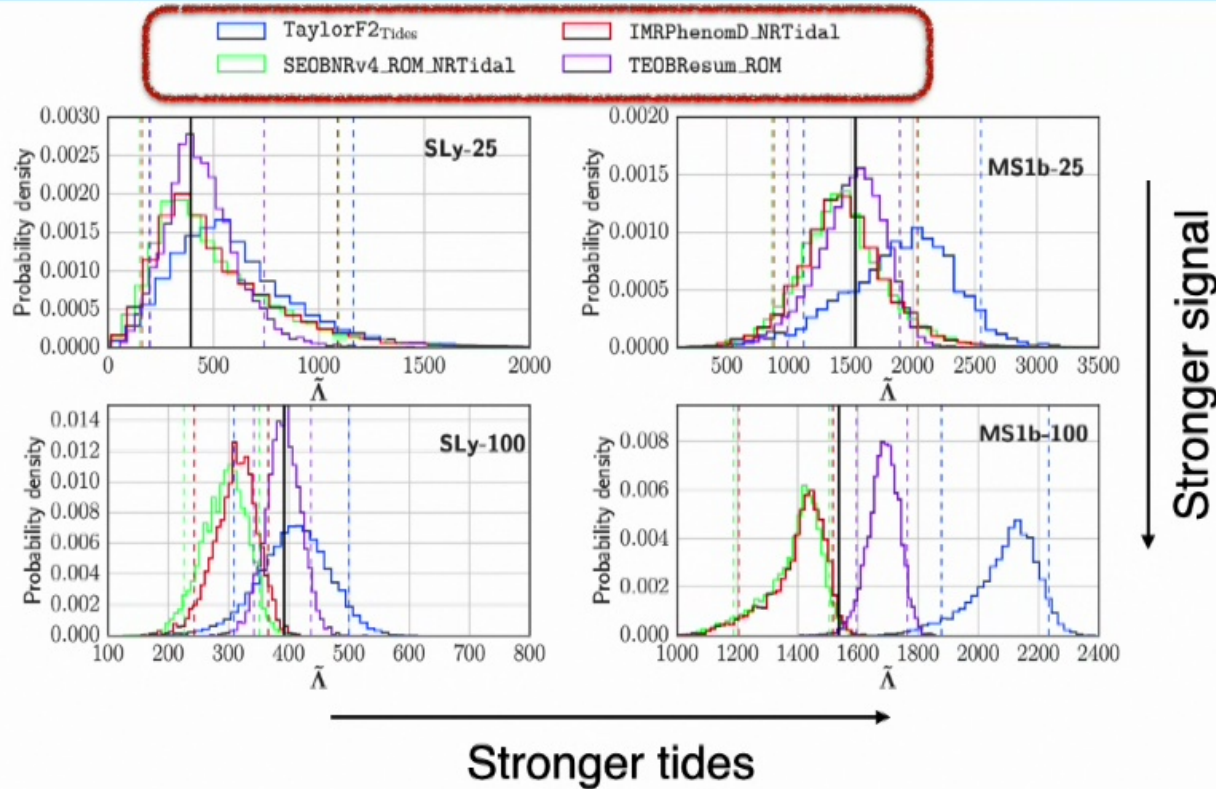 TaylorF2Tides IMRPhenomD_NRTidal
SEOBNRv4_ROM_NRTidal TEOBResum_ROM
SLy-25
Probability density
0.0030
0.0025
0.0020
0.0015
0.0010
0.0005
0.0000
0 500 1000 1500 2000
Λ̃
MS1b-25
Probability density
0.0020
0.0015
0.0010
0.0005
0.0000
500 1000 1500 2000 2500 3000 3500
Λ̃
SLy-100
Probability density
0.014
0.012
0.010
0.008
0.006
0.004
0.002
0.000
100 200 300 400 500 600 700 800
Λ̃
MS1b-100
Probability density
0.008
0.006
0.004
0.002
0.000
1000 1200 1400 1600 1800 2000 2200 2400
Λ̃
Stronger signal
Stronger tides